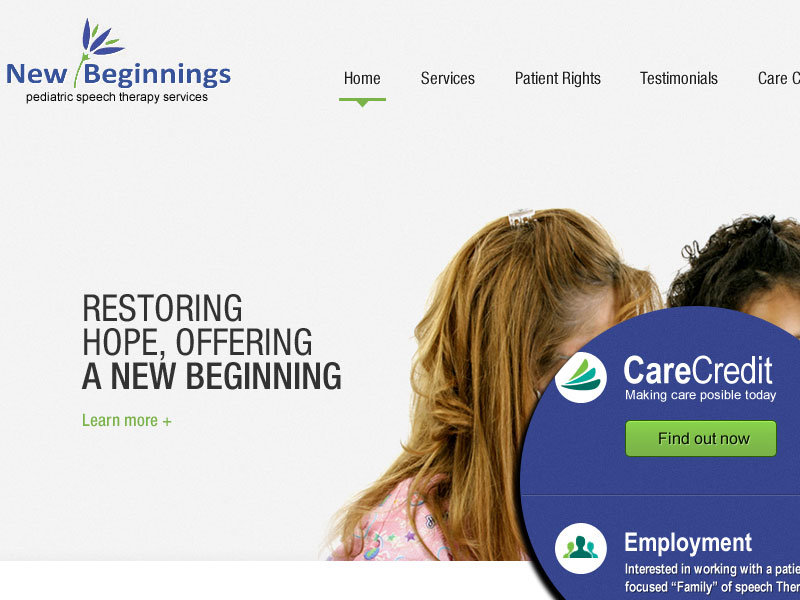 New Beginnings
pediatric speech therapy services
Home
Services
Patient Rights
Testimonials
Care C
RESTORING
HOPE, OFFERING
A NEW BEGINNING
Learn more +
CareCredit
Making care posible today
Find out now
Employment
Interested in working with a patie
focused “Family” of speech Ther